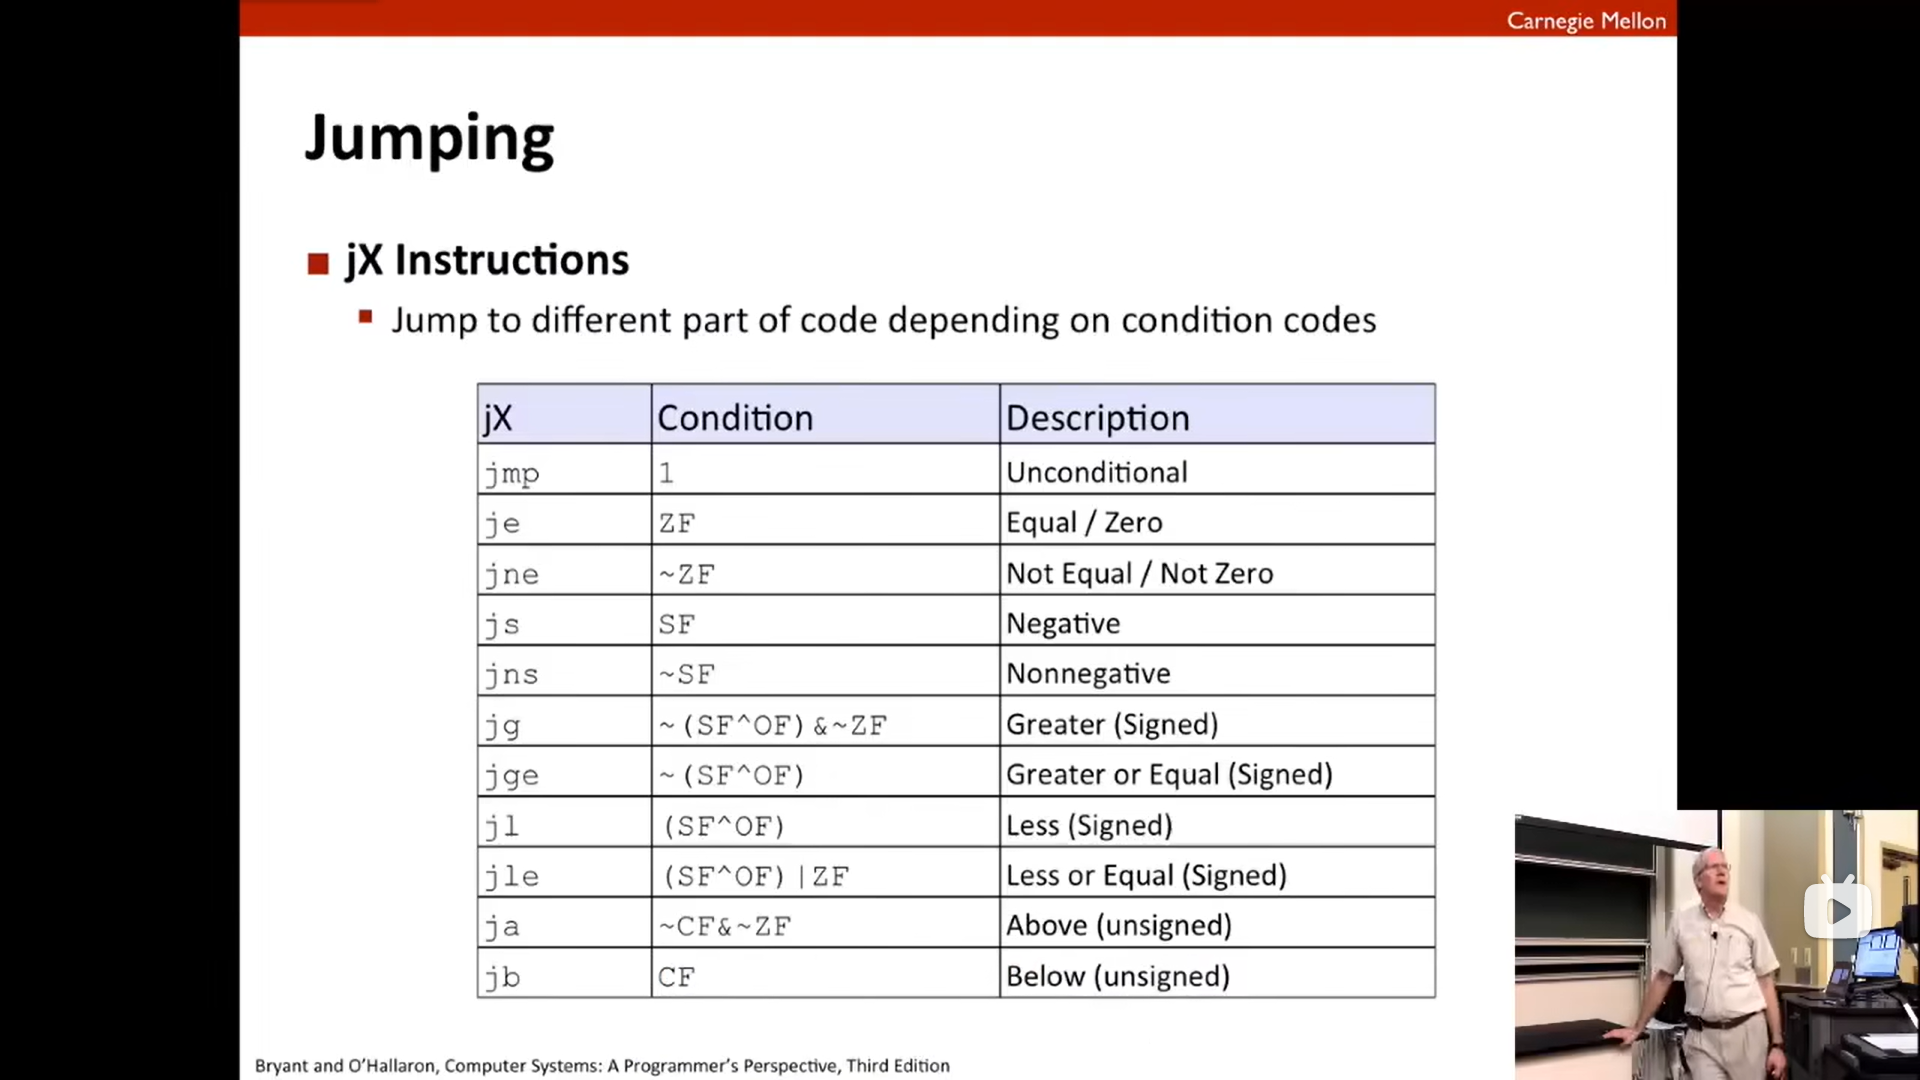 Carnegie Mellon
Jumping
jX Instructions
Jump to different part of code depending on condition codes
jX Condition Description
jmp 1 Unconditional
je ZF Equal / Zero
jne ~ZF Not Equal / Not Zero
js SF Negative
jns ~SF Nonnegative
jg ~(SF^OF)&~ZF Greater (Signed)
jge ~(SF^OF) Greater or Equal (Signed)
jl (SF^OF) Less (Signed)
jle (SF^OF)|ZF Less or Equal (Signed)
ja ~CF&~ZF Above (unsigned)
jb CF Below (unsigned)
Bryant and O'Hallaron, Computer Systems: A Programmer's Perspective, Third Edition